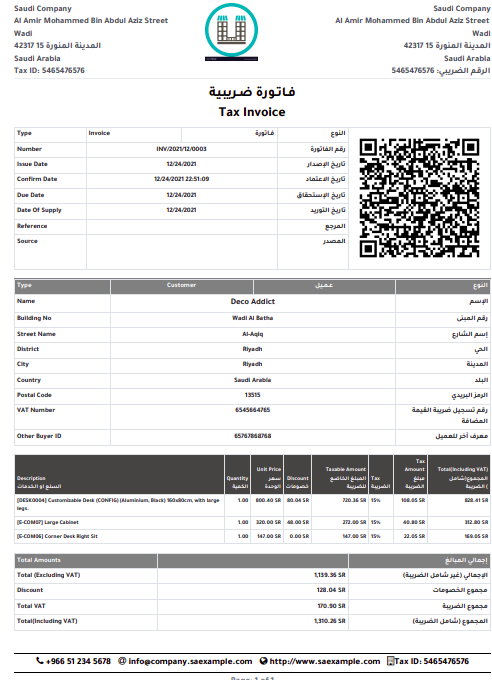 Saudi Company
Al Amir Mohammed Bin Abdul Aziz Street
Wadi
المدينة المنورة 15 42317
Saudi Arabia
Tax ID: 5465476576
Saudi Company
Al Amir Mohammed Bin Abdul Aziz Street
Wadi
المدينة المنورة 15 42317
Saudi Arabia
الرقم الضريبي: 5465476576
فاتورة ضريبية
Tax Invoice
Type Invoice فاتورة النوع
Number INV/2021/12/0003 رقم الفاتورة
Issue Date 12/24/2021 تاريخ الإصدار
Confirm Date 12/24/2021 22:51:09 تاريخ الاعتماد
Due Date 12/24/2021 تاريخ الإستحقاق
Date Of Supply 12/24/2021 تاريخ التوريد
Reference المرجع
Source المصدر
Type Customer عميل النوع
Name Deco Addict الإسم
Building No Wadi Al Batha رقم المبنى
Street Name Al-Aqiq إسم الشارع
District Riyadh الحي
City Riyadh المدينة
Country Saudi Arabia البلد
Postal Code 13515 الرمز البريدي
VAT Number 6545664765 رقم تسجيل ضريبة القيمة المضافة
Other Buyer ID 65767868768 معرف آخر للعميل
Description السلع او الخدمات Quantity الكمية Unit Price سعر الوحدة Discount خصومات Taxable Amount المبلغ الخاضع للضريبة Tax الضريبة Tax Amount مبلغ الضريبة Total(Including VAT) المجموع(شامل الضريبة)
[DESK0004] Customizable Desk (CONFIG) (Aluminium, Black) 160x80cm, with large legs. 1.00 800.40 SR 80.04 SR 720.36 SR 15% 108.05 SR 828.41 SR
[E-COM07] Large Cabinet 1.00 320.00 SR 48.00 SR 272.00 SR 15% 40.80 SR 312.80 SR
[E-COM06] Corner Desk Right Sit 1.00 147.00 SR 0.00 SR 147.00 SR 15% 22.05 SR 169.05 SR
Total Amounts إجمالي المبالغ
Total (Excluding VAT) 1,139.36 SR الإجمالي (غير شامل الضريبة)
Discount 128.04 SR مجموع الخصومات
Total VAT 170.90 SR مجموع الضريبة
Total(Including VAT) 1,310.26 SR المجموع (شامل الضريبة)
+966 51 234 5678 info@company.saexample.com http://www.saexample.com Tax ID: 5465476576
Page: 1 of 1